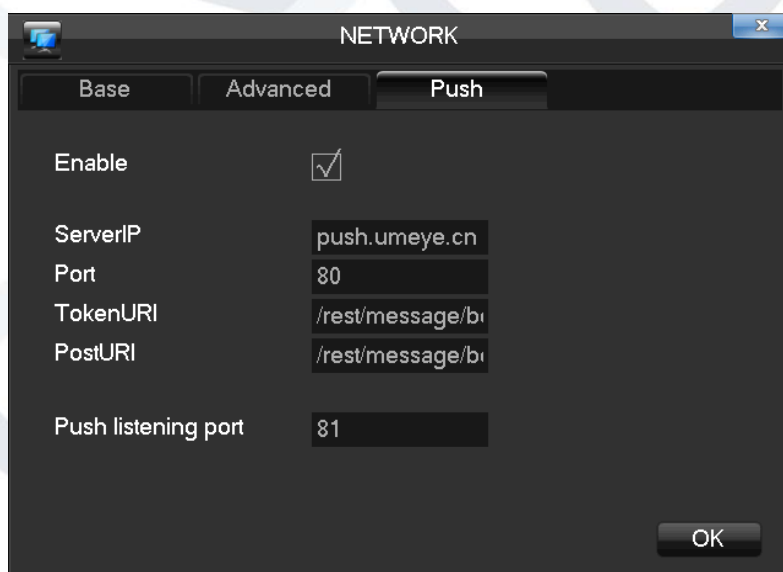 NETWORK
x
Base Advanced Push
Enable
ServerIP push.umeye.cn
Port 80
TokenURI /rest/message/b
PostURI /rest/message/b
Push listening port 81
OK